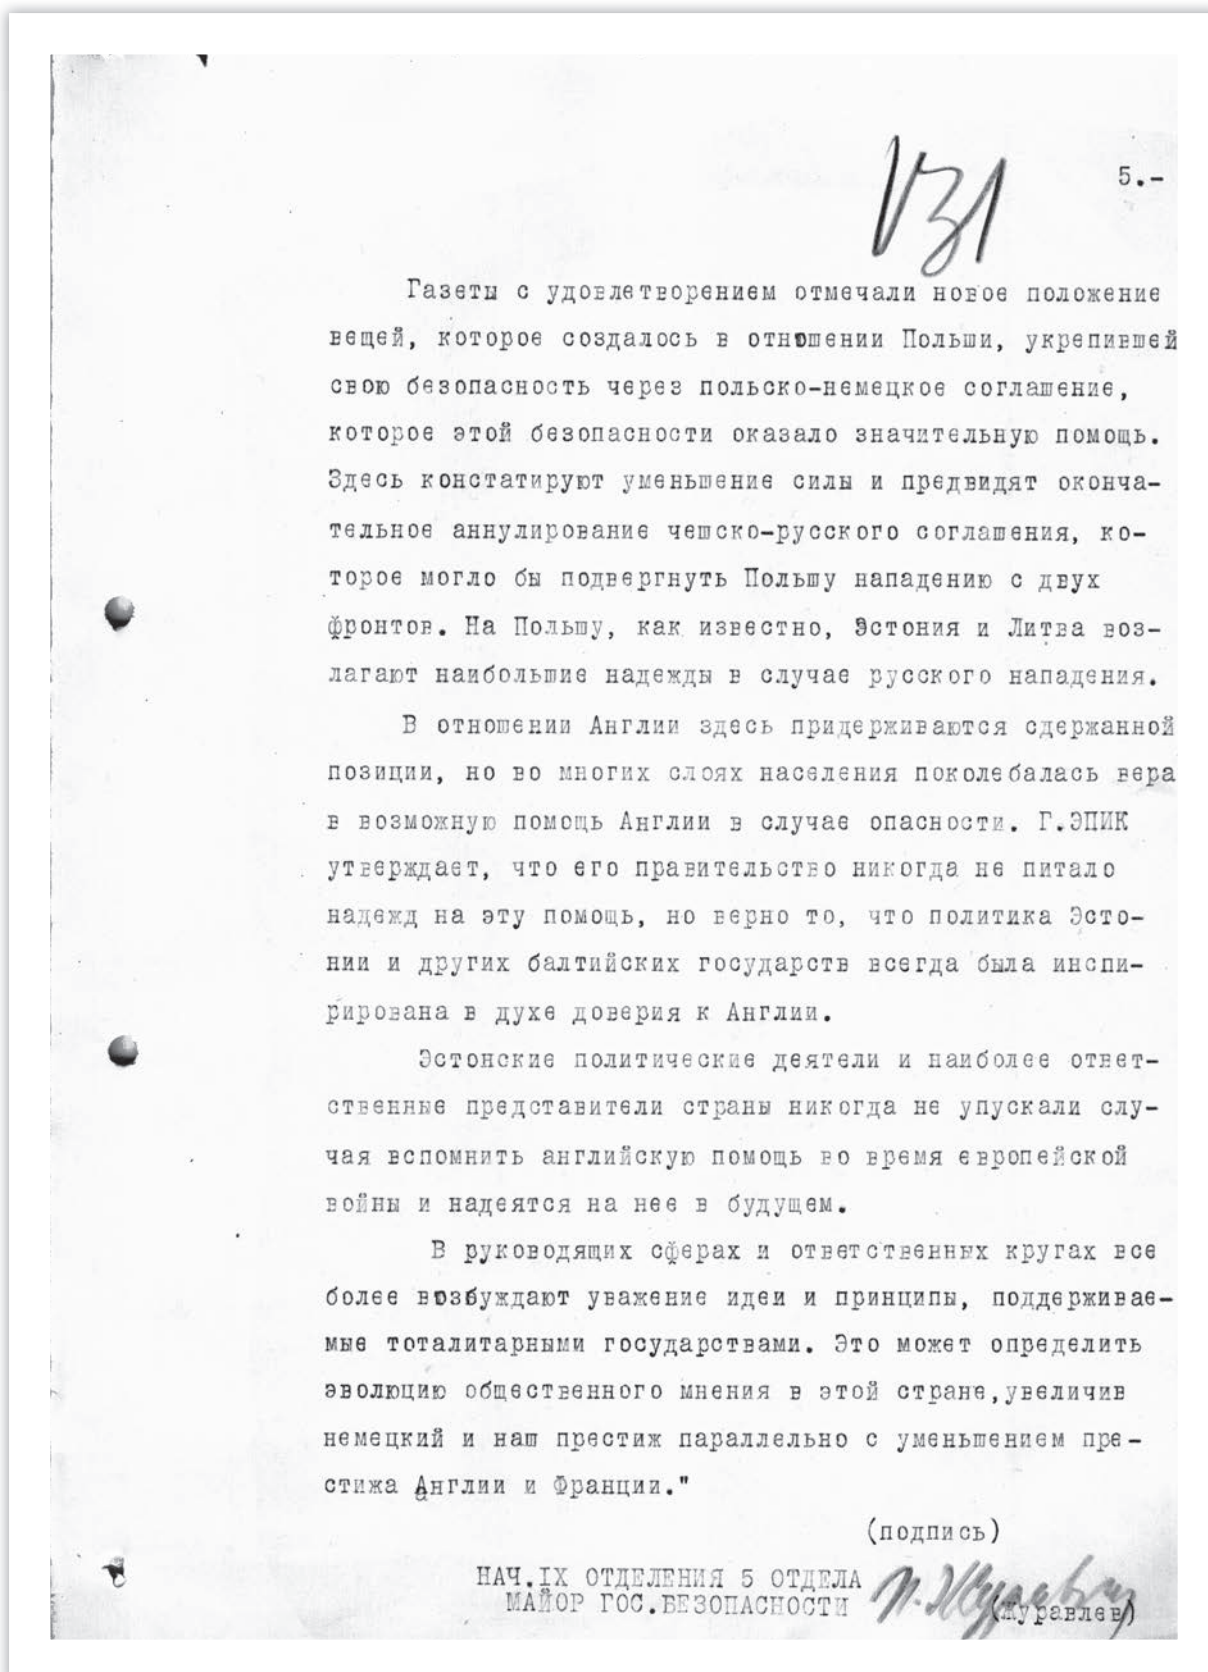 131
5.-
Газеты с удовлетворением отмечали новое положение
вещей, которое создалось в отношении Польши, укрепившей
свою безопасность через польско-немецкое соглашение,
которое этой безопасности оказало значительную помощь.
Здесь констатируют уменьшение силы и предвидят оконча-
тельное аннулирование чешско-русского соглашения, ко-
торое могло бы подвергнуть Польшу нападению с двух
фронтов. На Польшу, как известно, Эстония и Литва воз-
лагают наибольшие надежды в случае русского нападения.
В отношении Англии здесь придерживаются сдержанной
позиции, но во многих слоях населения поколебалась вера
в возможную помощь Англии в случае опасности. Г.ЭПИК
утверждает, что его правительство никогда не питало
надежд на эту помощь, но верно то, что политика Эсто-
нии и других балтийских государств всегда была инспи-
рирована в духе доверия к Англии.
Эстонские политические деятели и наиболее ответ-
ственные представители страны никогда не упускали слу-
чая вспомнить английскую помощь во время европейской
войны и надеятся на нее в будущем.
В руководящих сферах и ответственных кругах все
более возбуждают уважение идеи и принципы, поддерживае-
мые тоталитарными государствами. Это может определить
эволюцию общественного мнения в этой стране,увеличив
немецкий и наш престиж параллельно с уменьшением пре-
стижа Англии и Франции."
(подпись)
НАЧ.IX ОТДЕЛЕНИЯ 5 ОТДЕЛА
МАЙОР ГОС.БЕЗОПАСНОСТИ
(Журавлев)